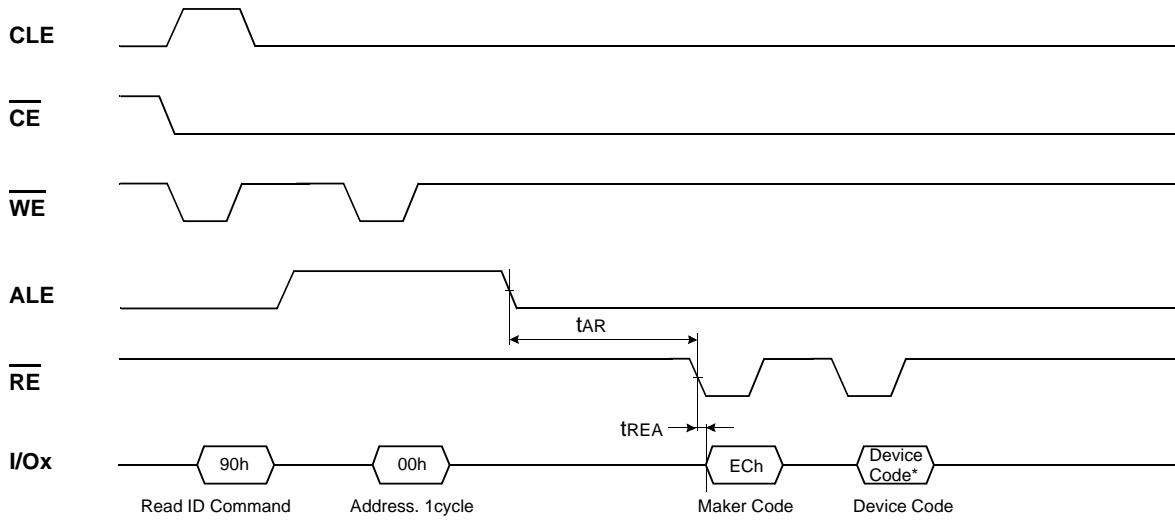 CLE
CE
WE
ALE
tAR
RE
tREA
I/Ox
90h
00h
ECh
Device
Code*
Read ID Command
Address. 1cycle
Maker Code
Device Code